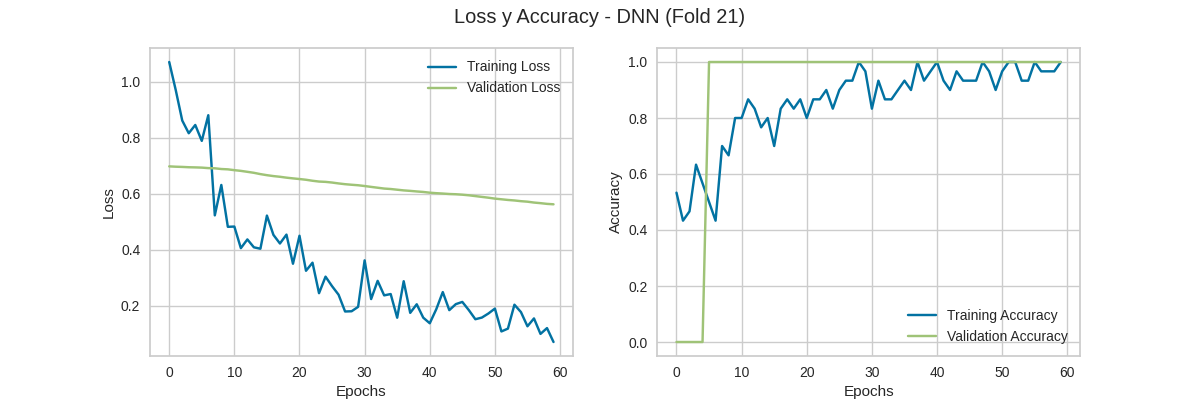 Loss y Accuracy - DNN (Fold 21)
Loss
1.0
0.8
0.6
0.4
0.2
0 10 20 30 40 50 60
Epochs
Training Loss
Validation Loss
Accuracy
1.0
0.8
0.6
0.4
0.2
0.0
0 10 20 30 40 50 60
Epochs
Training Accuracy
Validation Accuracy